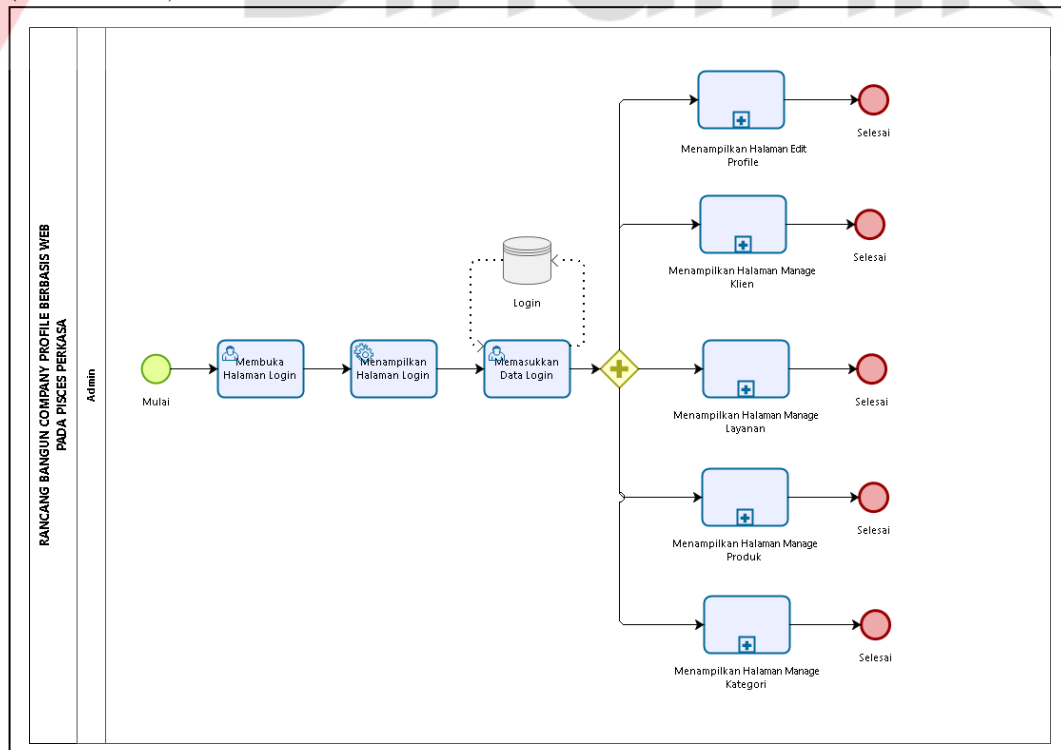 RANCANG BANGUN COMPANY PROFILE BERBASIS WEB
PADA PISCES PERKASA
Admin
Mulai
Membuka
Halaman Login
Menampilkan
Halaman Login
Memasukkan
Data Login
Login
Menampilkan Halaman Edit
Profile
Selesai
Menampilkan Halaman Manage
Klien
Selesai
Menampilkan Halaman Manage
Layanan
Selesai
Menampilkan Halaman Manage
Produk
Selesai
Menampilkan Halaman Manage
Kategori
Selesai